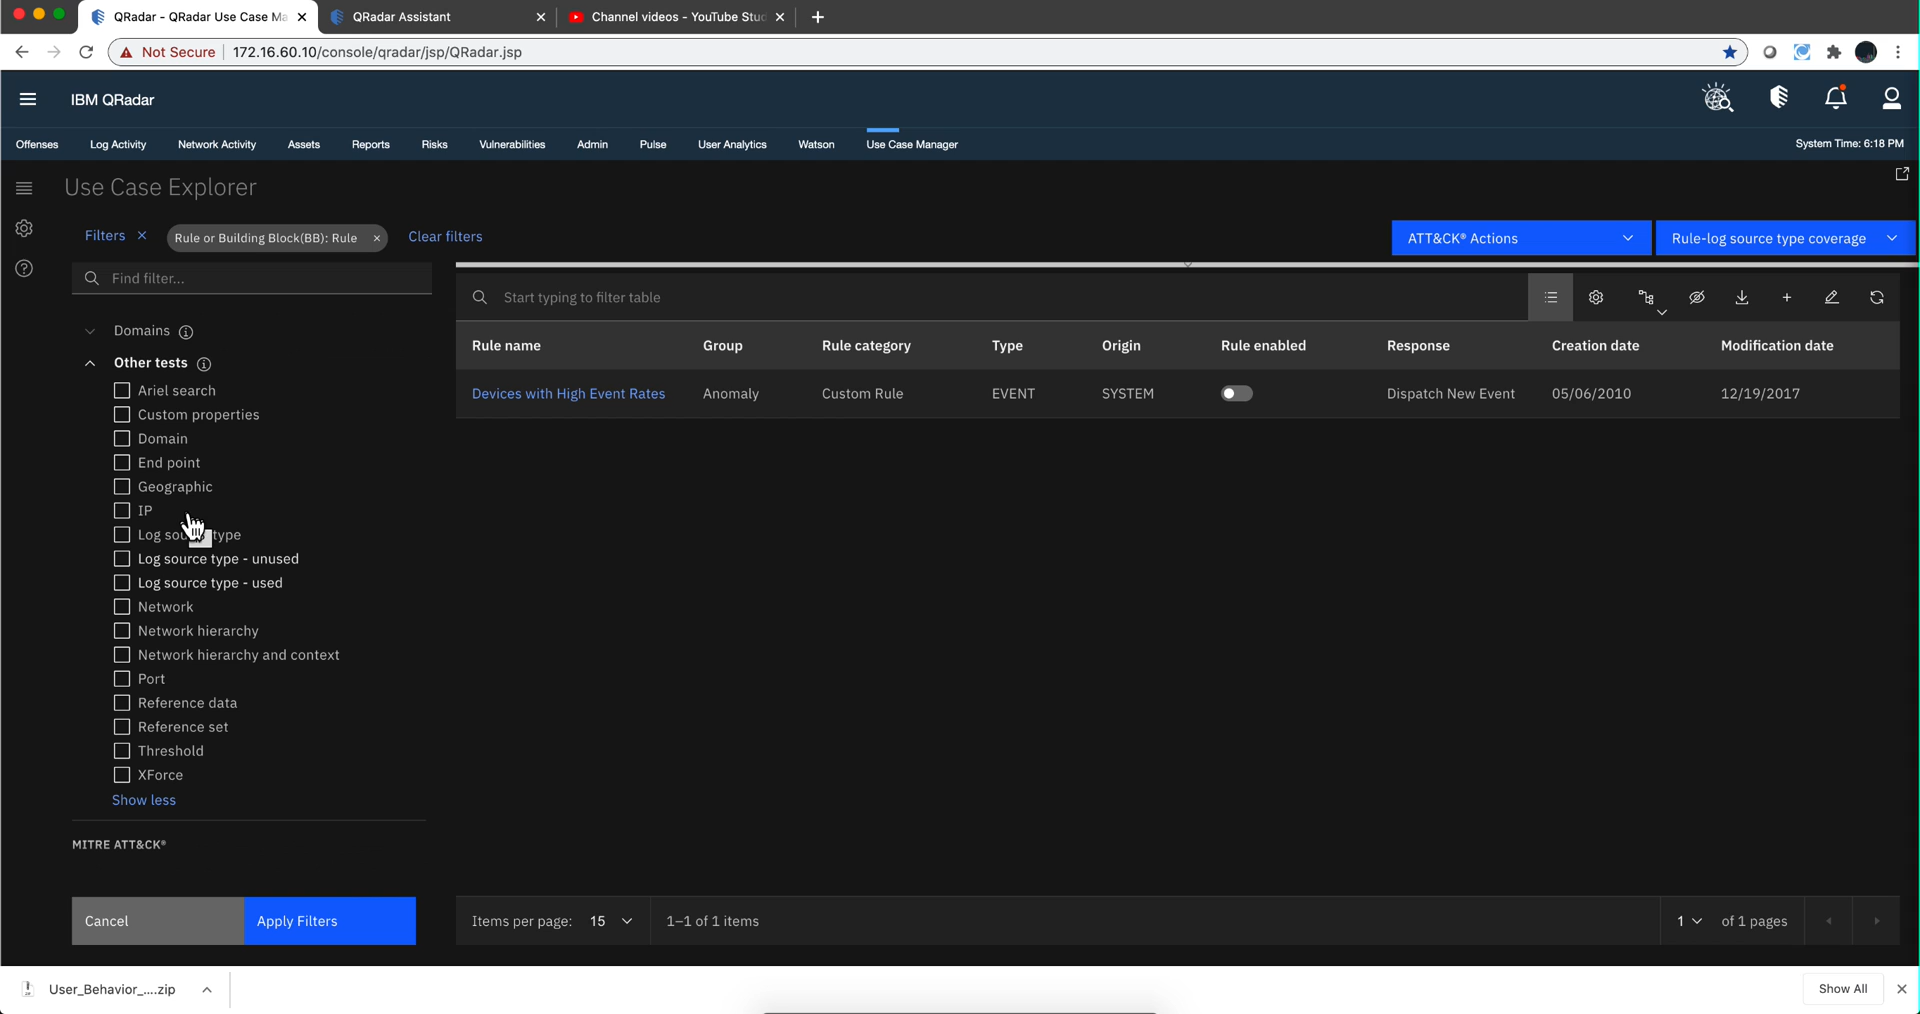 QRadar - QRadar Use Case Ma
QRadar Assistant
Channel videos - YouTube Stud
Not Secure 172.16.60.10/console/qradar/jsp/QRadar.jsp
IBM QRadar
Offenses Log Activity Network Activity Assets Reports Risks Vulnerabilities Admin Pulse User Analytics Watson Use Case Manager System Time: 6:18 PM
Use Case Explorer
Filters Rule or Building Block(BB): Rule Clear filters ATT&CK® Actions Rule-log source type coverage
Find filter...
Start typing to filter table
Domains
Other tests
Ariel search
Custom properties
Domain
End point
Geographic
IP
Log type
Log source type - unused
Log source type - used
Network
Network hierarchy
Network hierarchy and context
Port
Reference data
Reference set
Threshold
XForce
Show less
MITRE ATT&CK®
Cancel Apply Filters
Rule name Group Rule category Type Origin Rule enabled Response Creation date Modification date
Devices with High Event Rates Anomaly Custom Rule EVENT SYSTEM Dispatch New Event 05/06/2010 12/19/2017
Items per page: 15 1–1 of 1 items 1 of 1 pages
User_Behavior_....zip Show All